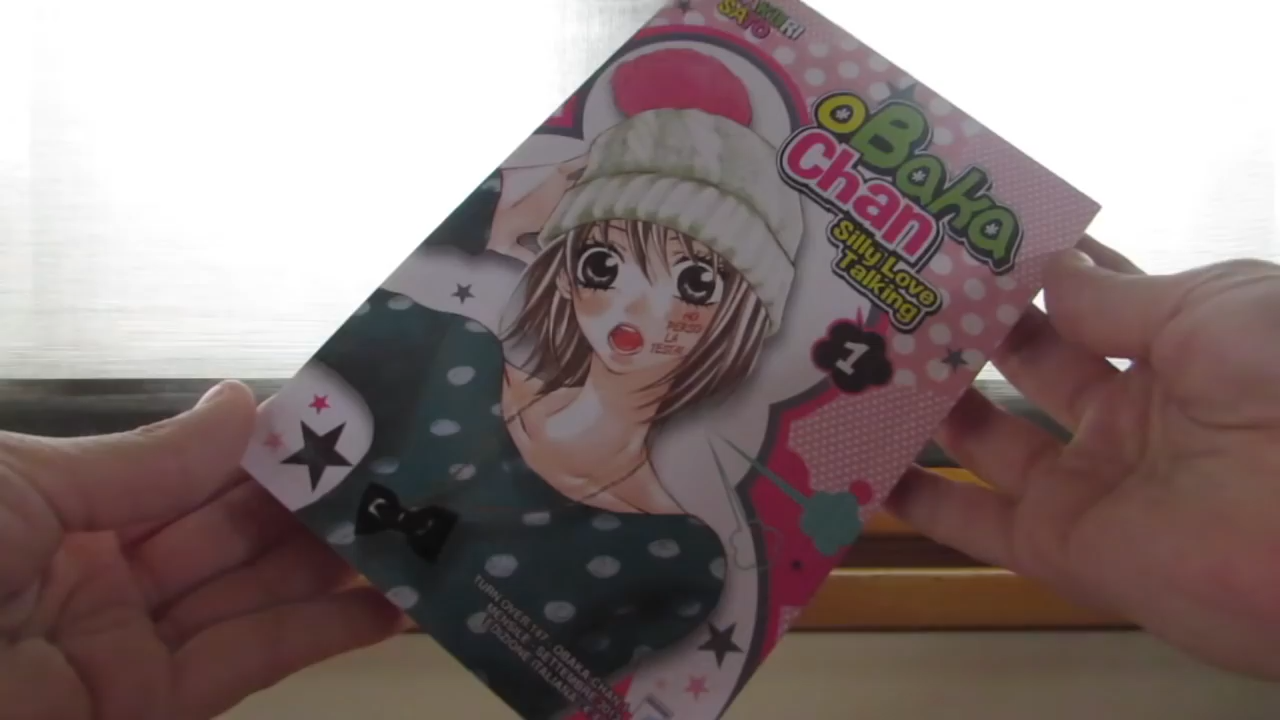 SATO
oBaka
Chan
Silly Love
Talking
1
HO
PERSO
LA
TESTA!
TURN OVER 147 - OBAKA-CHAN
MENSILE - SETTEMBRE
EDIZIONE ITALIANA